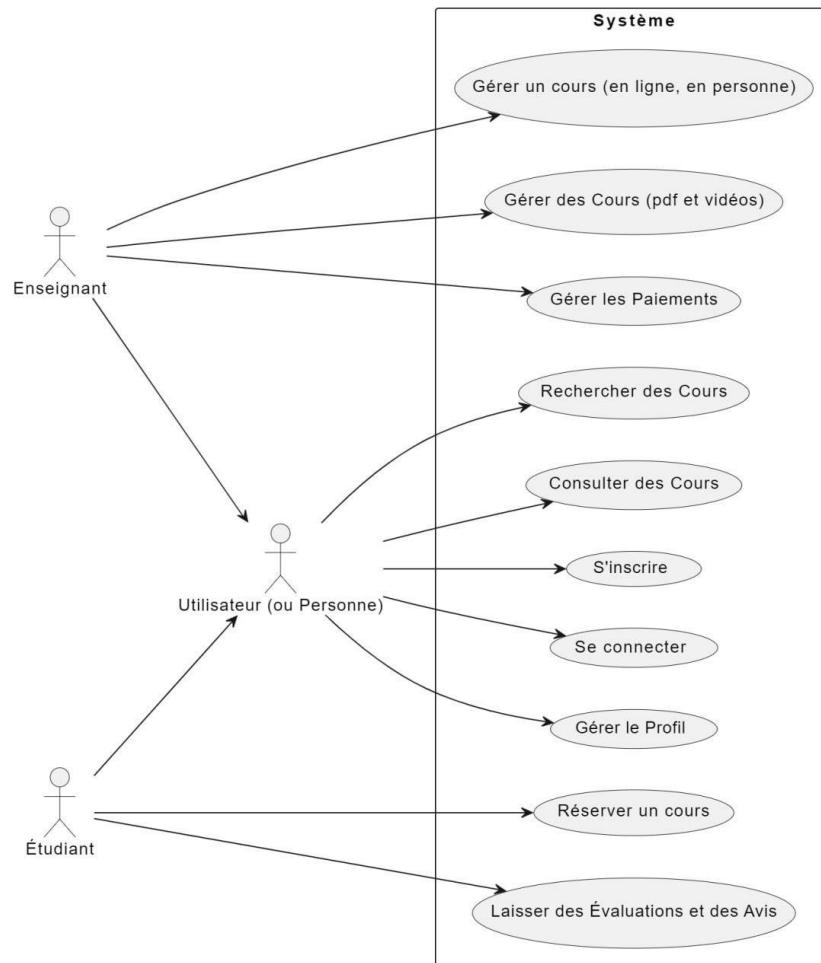 Système
Gérer un cours (en ligne, en personne)
Gérer des Cours (pdf et vidéos)
Enseignant
Gérer les Paiements
Rechercher des Cours
Consulter des Cours
S'inscrire
Utilisateur (ou Personne)
Se connecter
Gérer le Profil
Réserver un cours
Étudiant
Laisser des Évaluations et des Avis